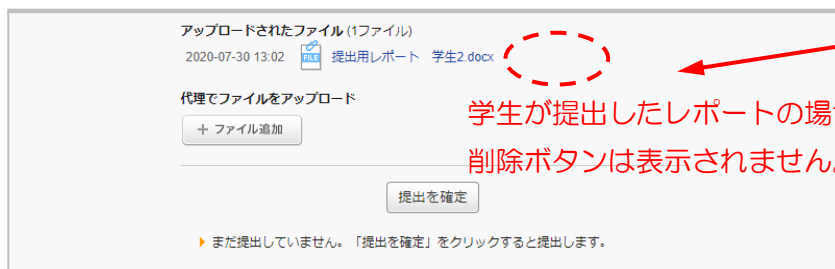 アップロードされたファイル (1ファイル)
2020-07-30 13:02 FILE 提出用レポート 学生2.docx
代理でファイルをアップロード
学生が提出したレポートの場
+ ファイル追加
削除ボタンは表示されません。
提出を確定
まだ提出していません。「提出を確定」をクリックすると提出します。